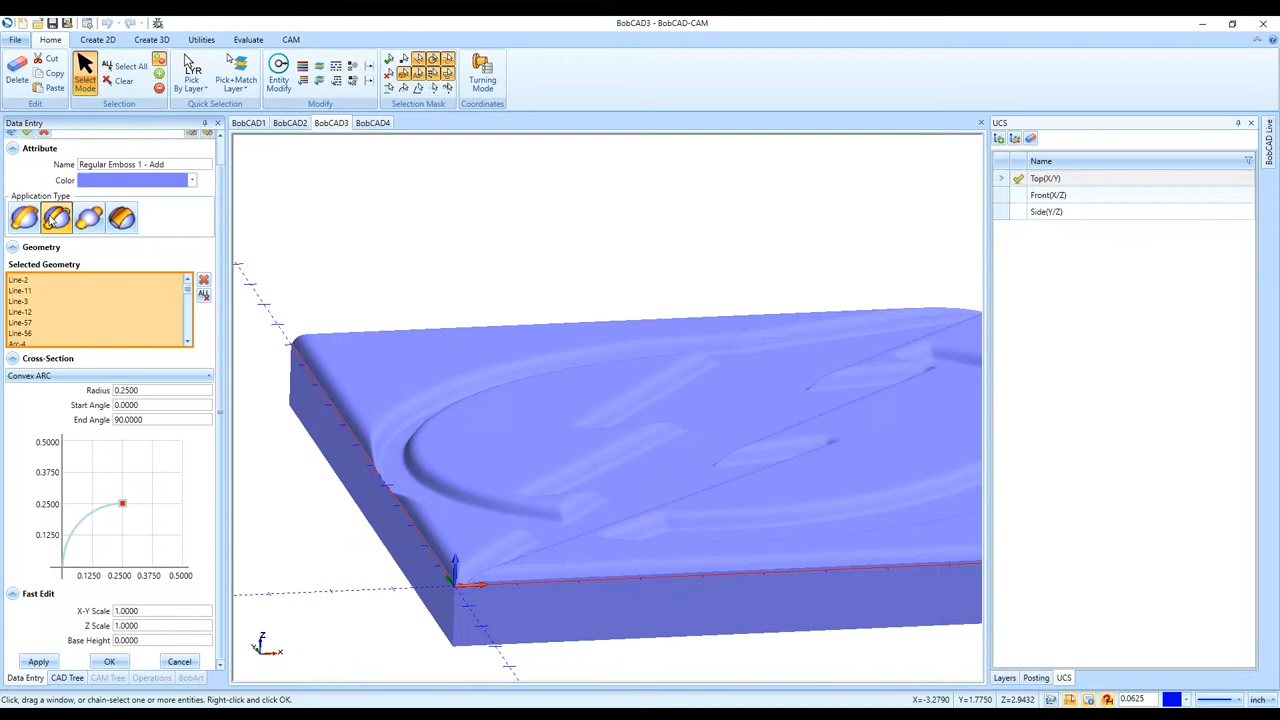 BobCAD3 - BobCAD-CAM
File Home Create 2D Create 3D Utilities Evaluate CAM
Delete Cut Copy Paste Select Mode Select All Clear LYR Pick By Layer Pick+Match Layer Entity Modify Turning Mode
Edit Selection Quick Selection Modify Selection Mask Coordinates
Data Entry BobCAD1 BobCAD2 BobCAD3 BobCAD4 UCS
Attribute
Name Regular Emboss 1 - Add
Color
Application Type
Geometry
Selected Geometry
Line-2
Line-11
Line-3
Line-12
Line-57
Line-56
Arc-4
Cross-Section
Convex ARC
Radius 0.2500
Start Angle 0.0000
End Angle 90.0000
0.5000
0.3750
0.2500
0.1250
0.1250 0.2500 0.3750 0.5000
Fast Edit
X-Y Scale 1.0000
Z Scale 1.0000
Base Height 0.0000
Apply OK Cancel
Data Entry CAD Tree CAM Tree Operations BobArt
Z
Y
X
Name
Top(X/Y)
Front(X/Z)
Side(Y/Z)
BobCAD Live
Layers Posting UCS
Click, drag a window, or chain-select one or more entities. Right-click and click OK. X=-3.2790 Y=1.7750 Z=2.9432 0.0625 inch